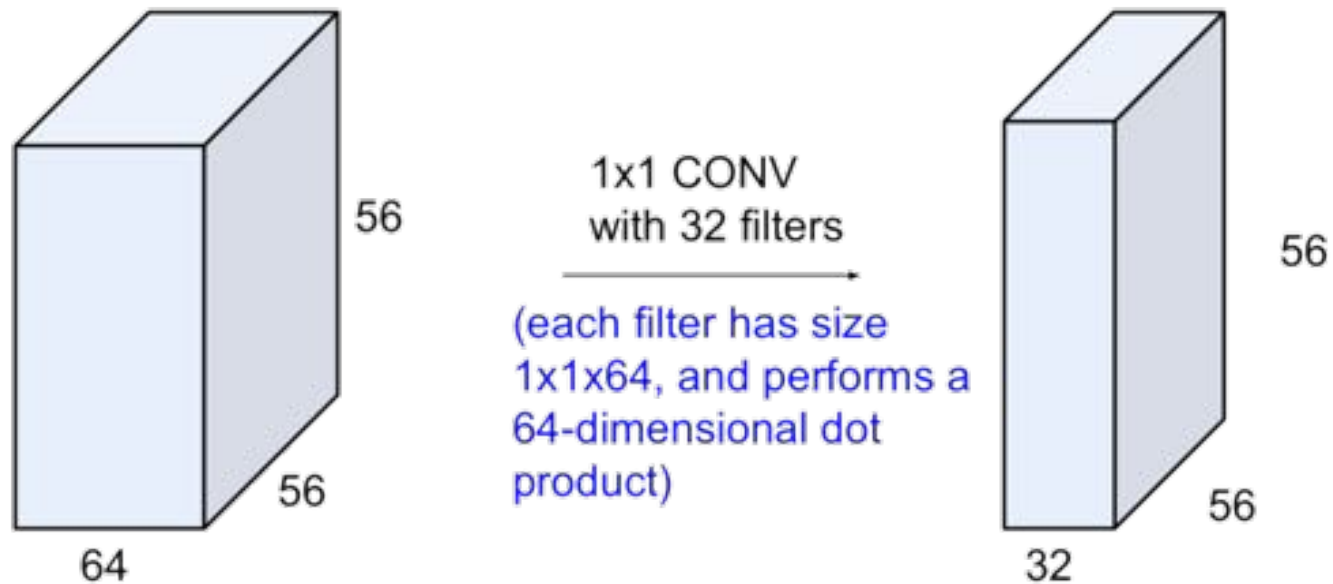 56
56
64
1x1 CONV
with 32 filters
(each filter has size
1x1x64, and performs a
64-dimensional dot
product)
56
56
32